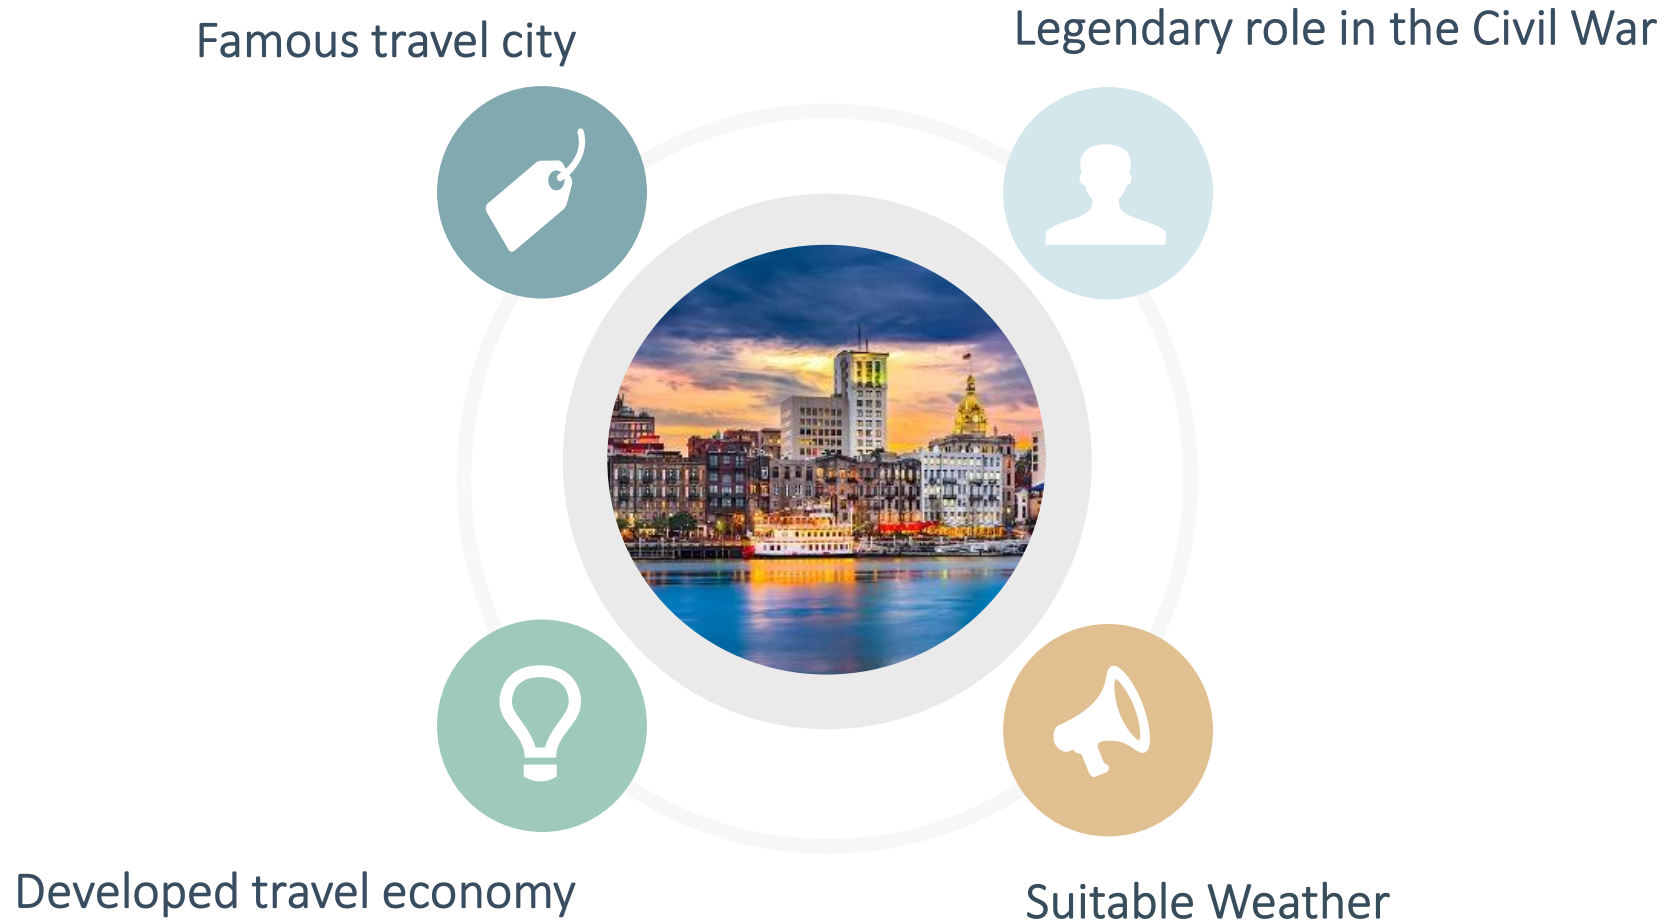 Famous travel city
Legendary role in the Civil War
Developed travel economy
Suitable Weather